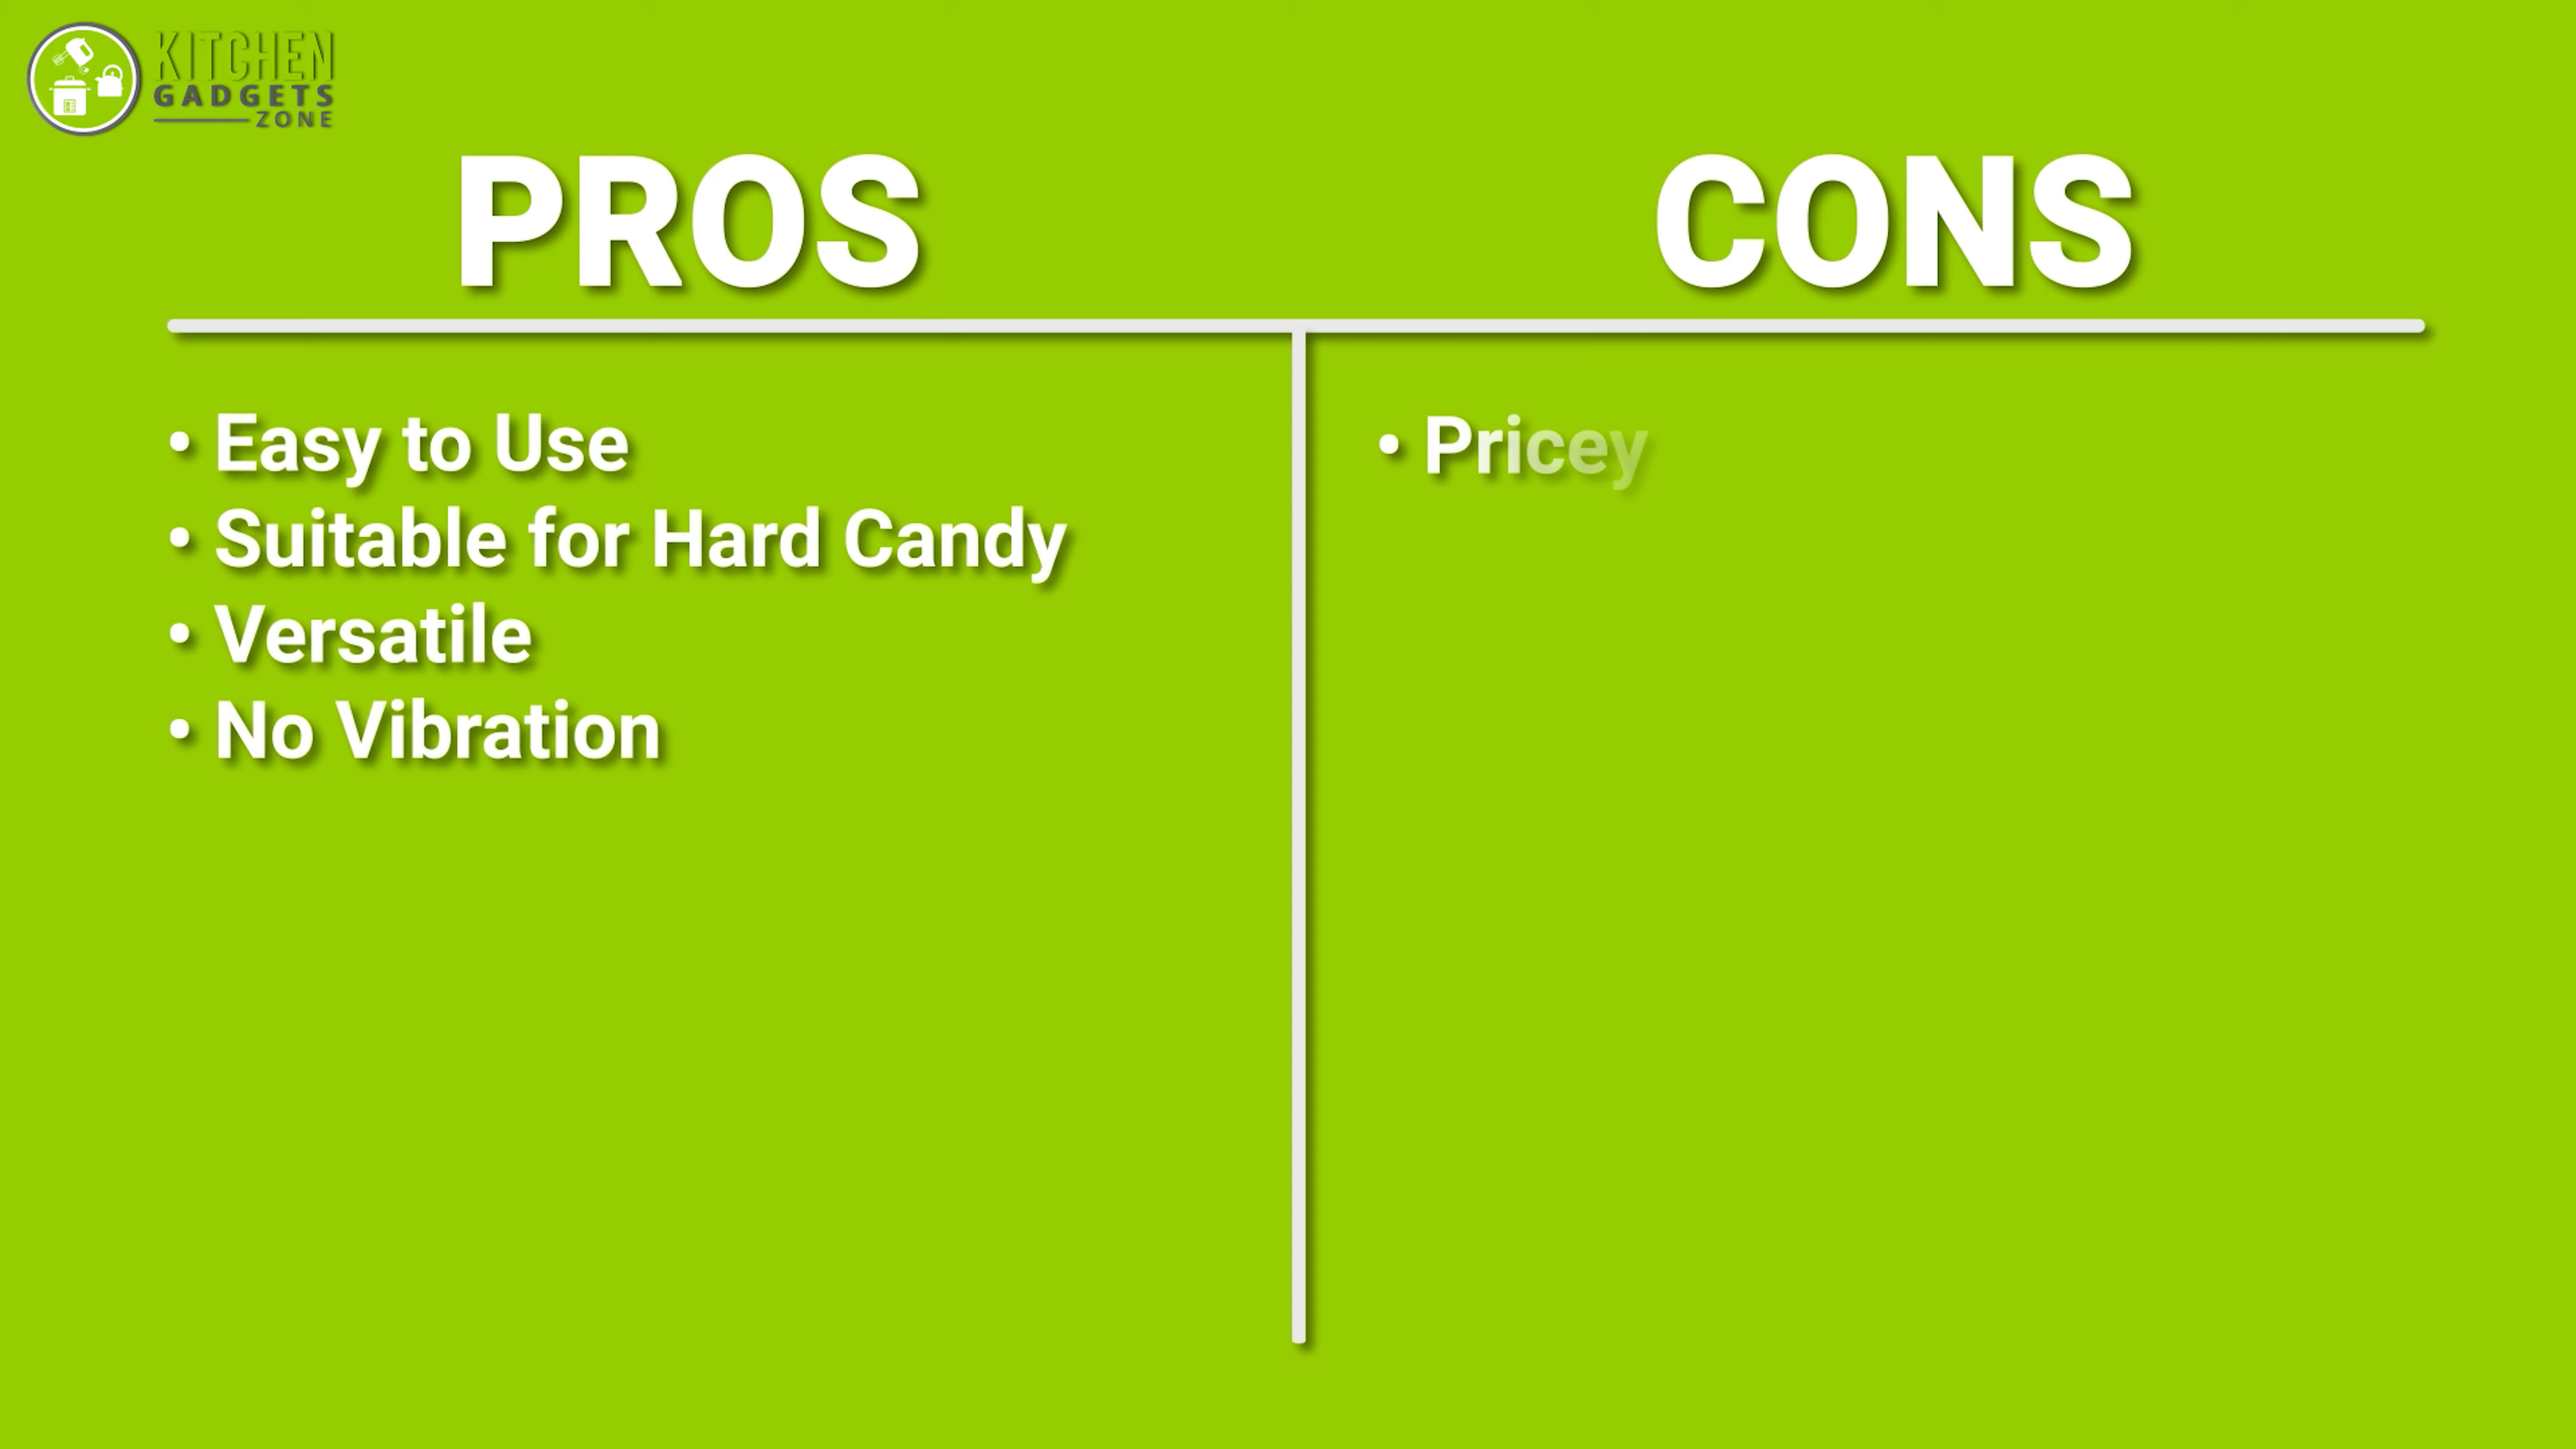 KITCHEN
GADGETS
ZONE
PROS
CONS
• Easy to Use
• Suitable for Hard Candy
• Versatile
• No Vibration
• Pricey